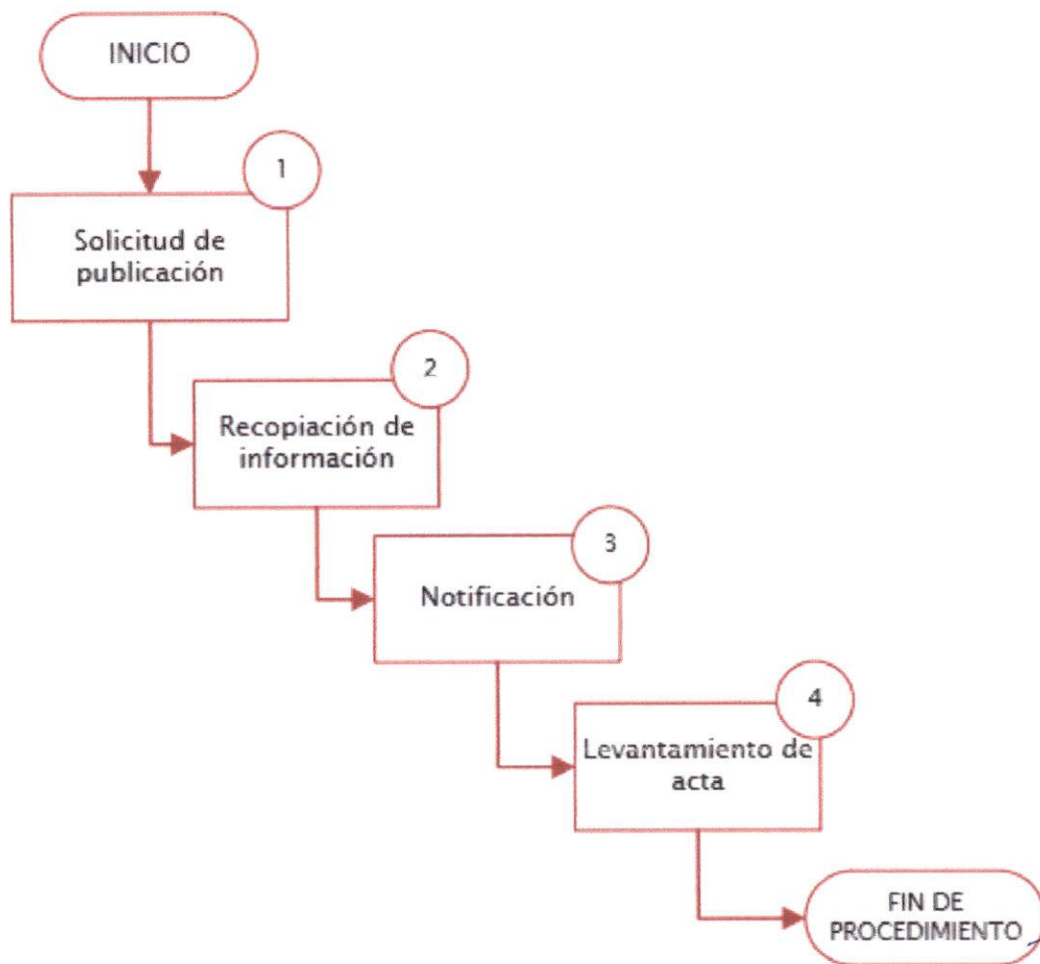 INICIO
1
Solicitud de
publicación
2
Recopiación de
información
3
Notificación
4
Levantamiento de
acta
FIN DE
PROCEDIMIENTO